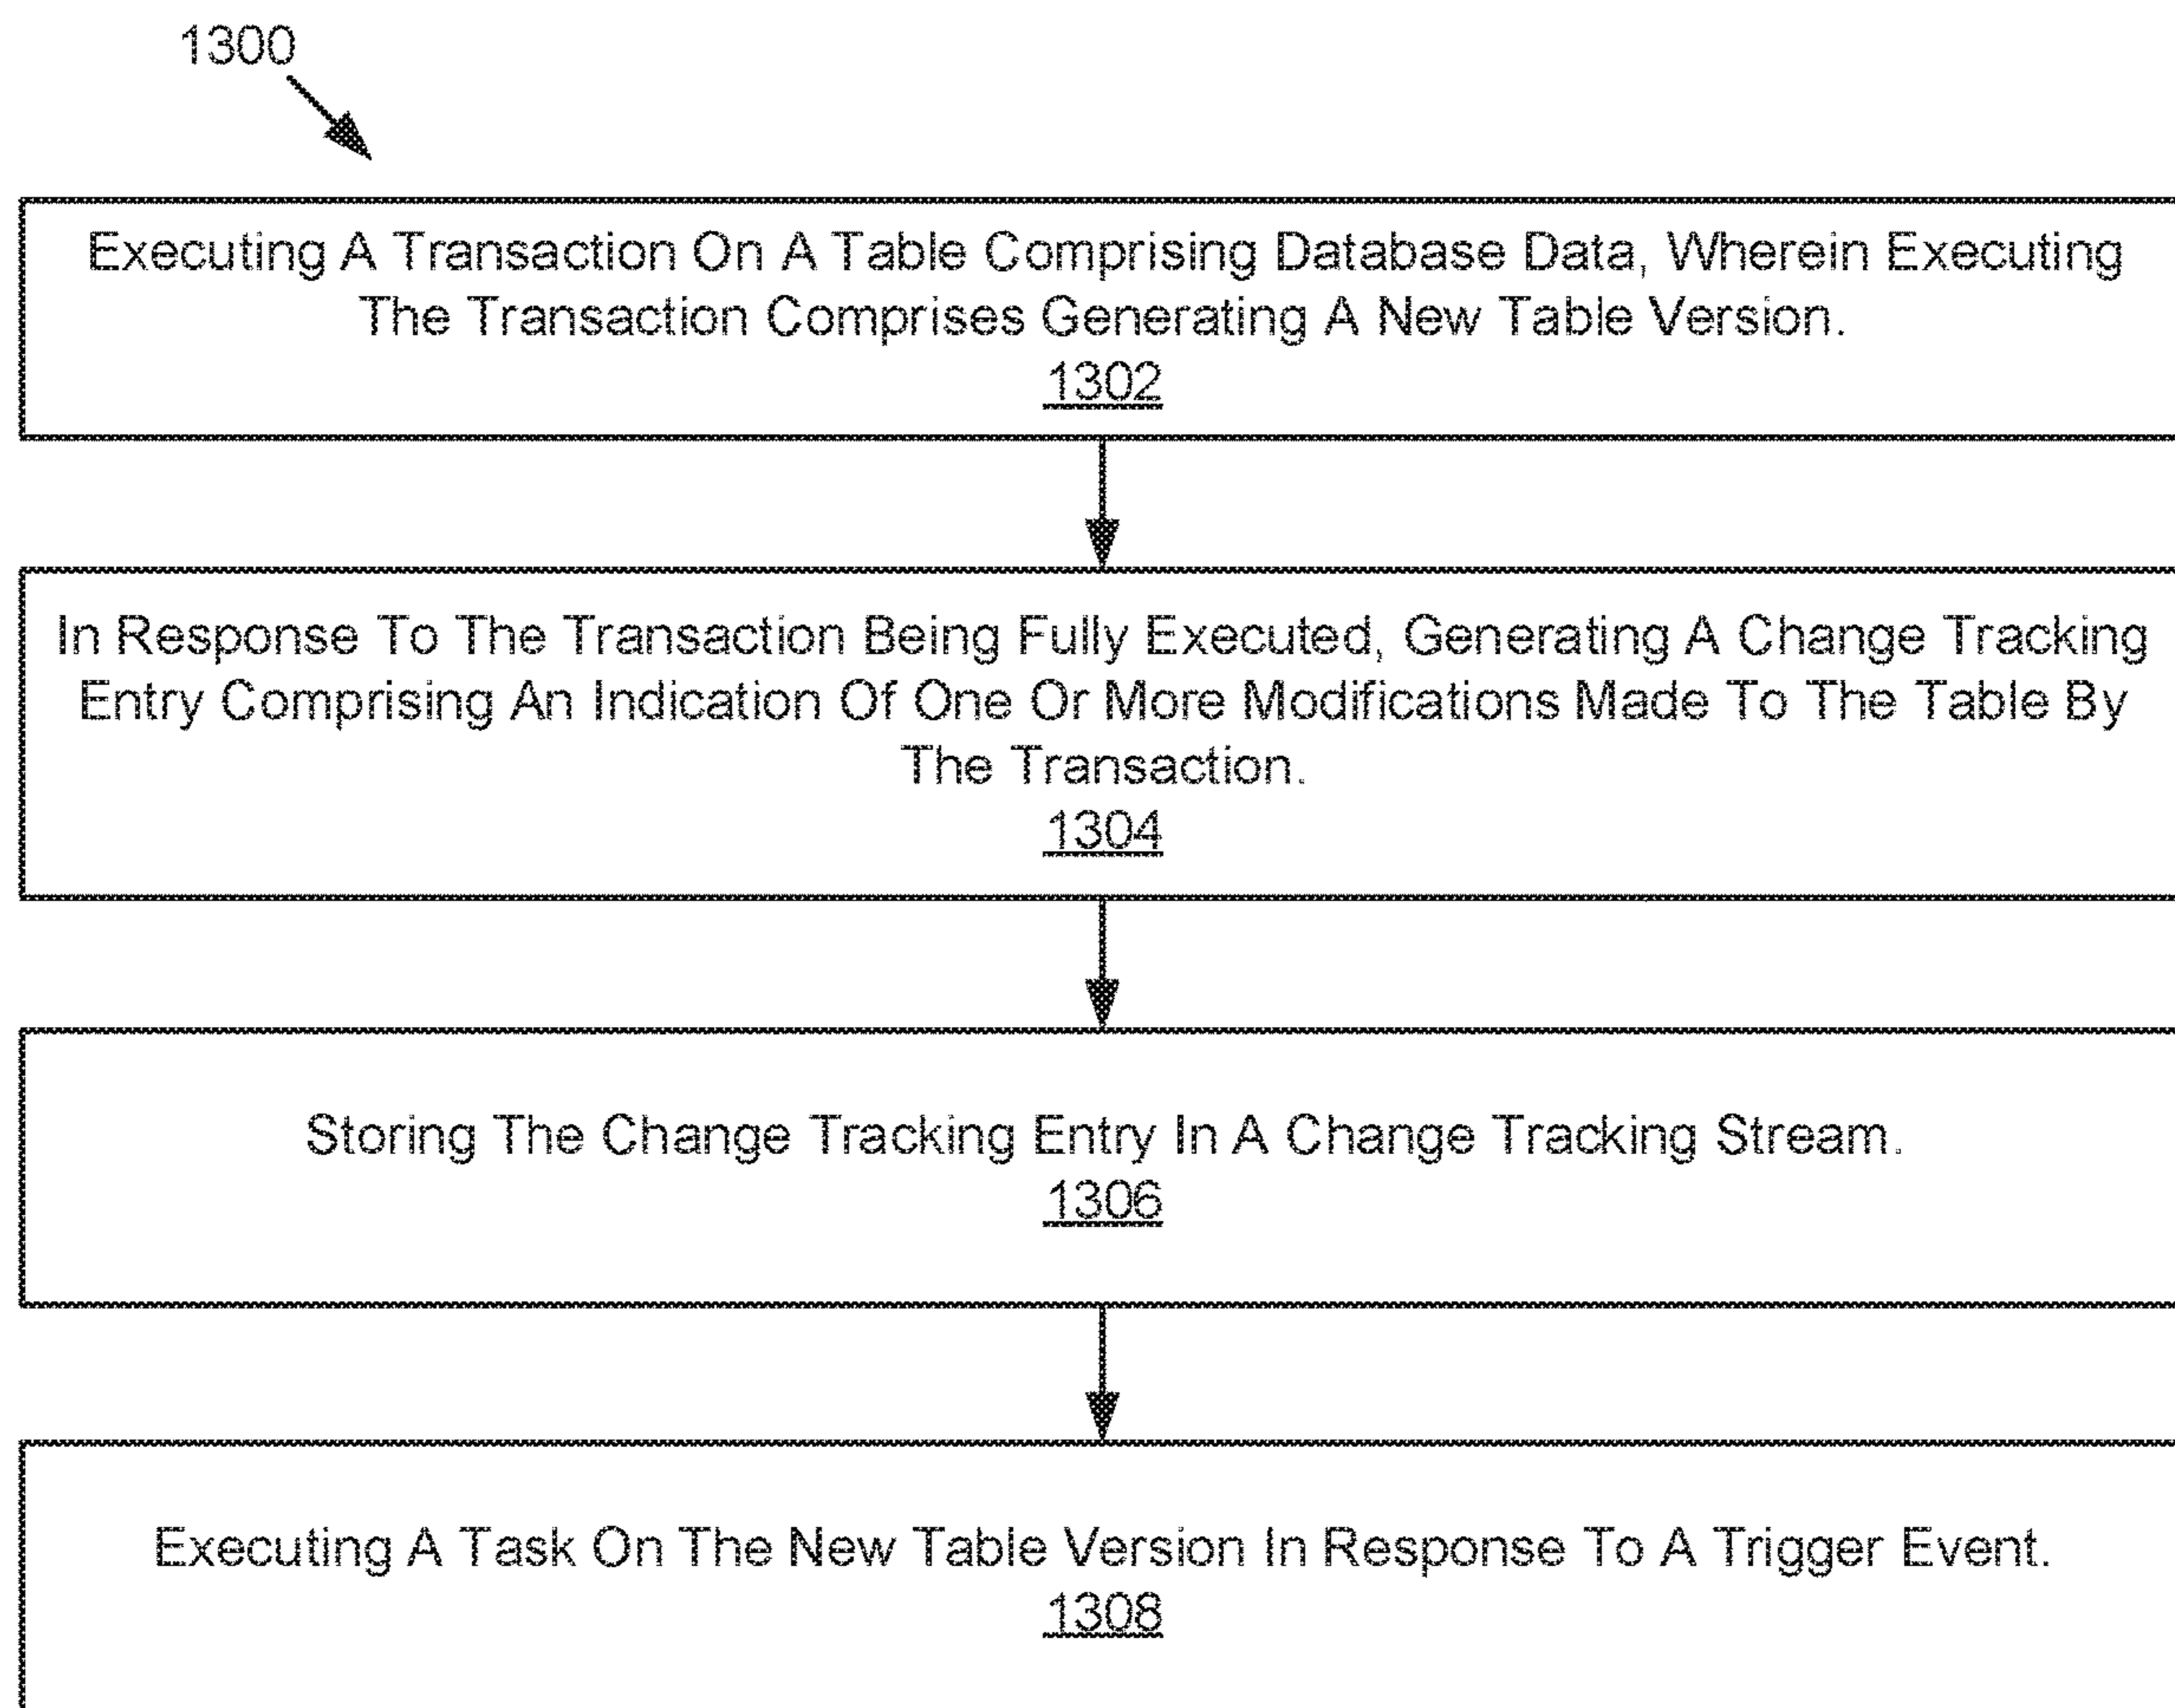 1300
Executing A Transaction On A Table Comprising Database Data, Wherein Executing
The Transaction Comprises Generating A New Table Version.
1302
In Response To The Transaction Being Fully Executed, Generating A Change Tracking
Entry Comprising An Indication Of One Or More Modifications Made To The Table By
The Transaction.
1304
Storing The Change Tracking Entry In A Change Tracking Stream.
1306
Executing A Task On The New Table Version In Response To A Trigger Event.
1308